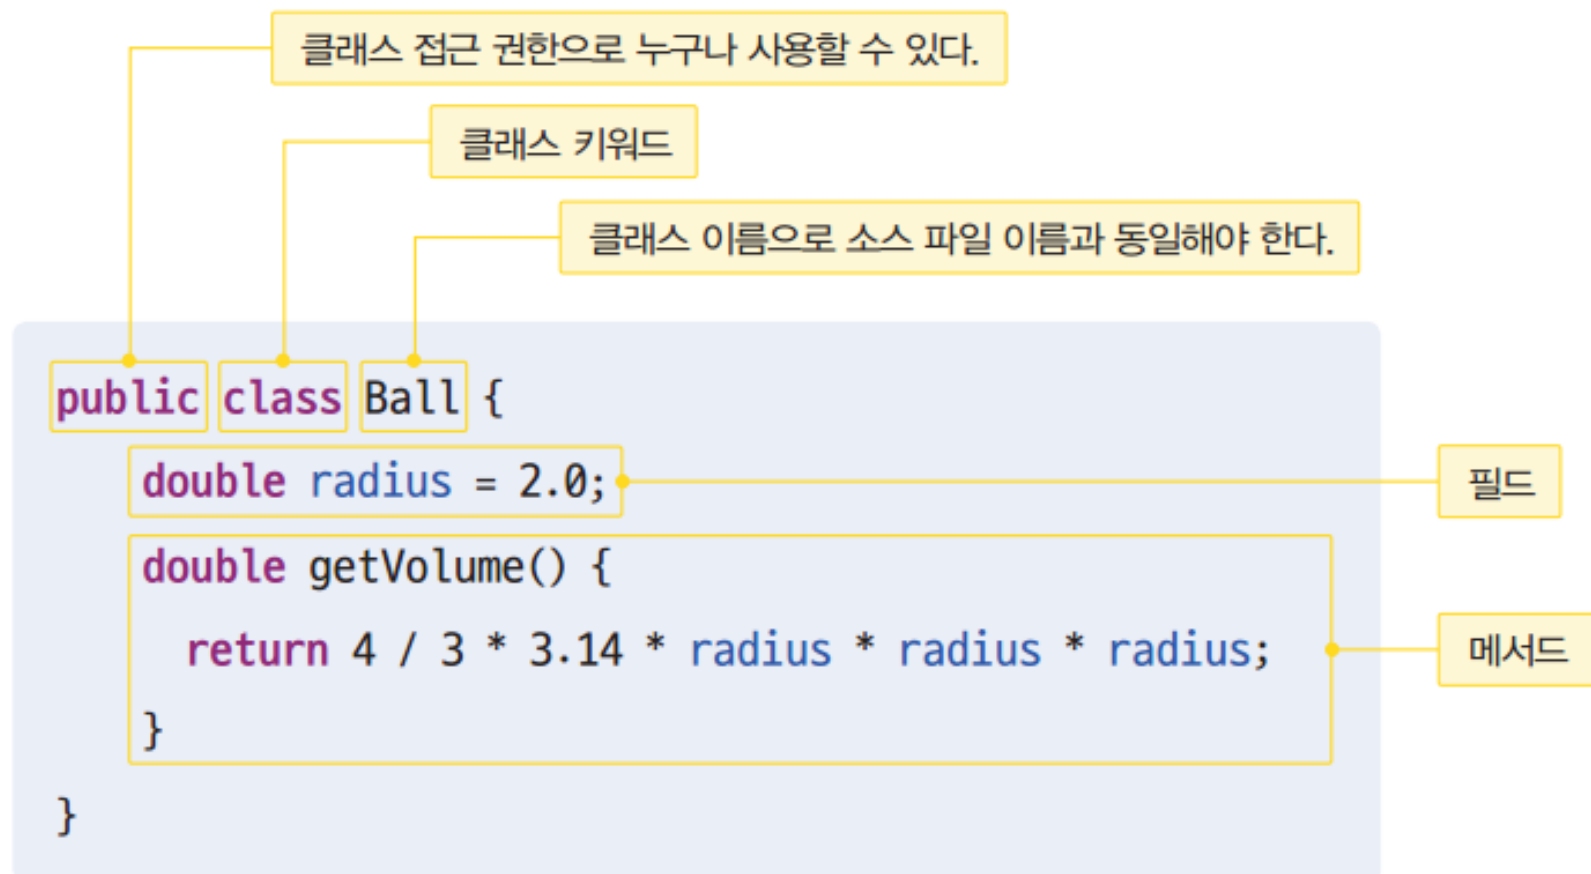 클래스 접근 권한으로 누구나 사용할 수 있다.
클래스 키워드
클래스 이름으로 소스 파일 이름과 동일해야 한다.
public class Ball {
double radius = 2.0;
필드
double getVolume() {
return 4 / 3 * 3.14 * radius * radius * radius;
메서드
}
}